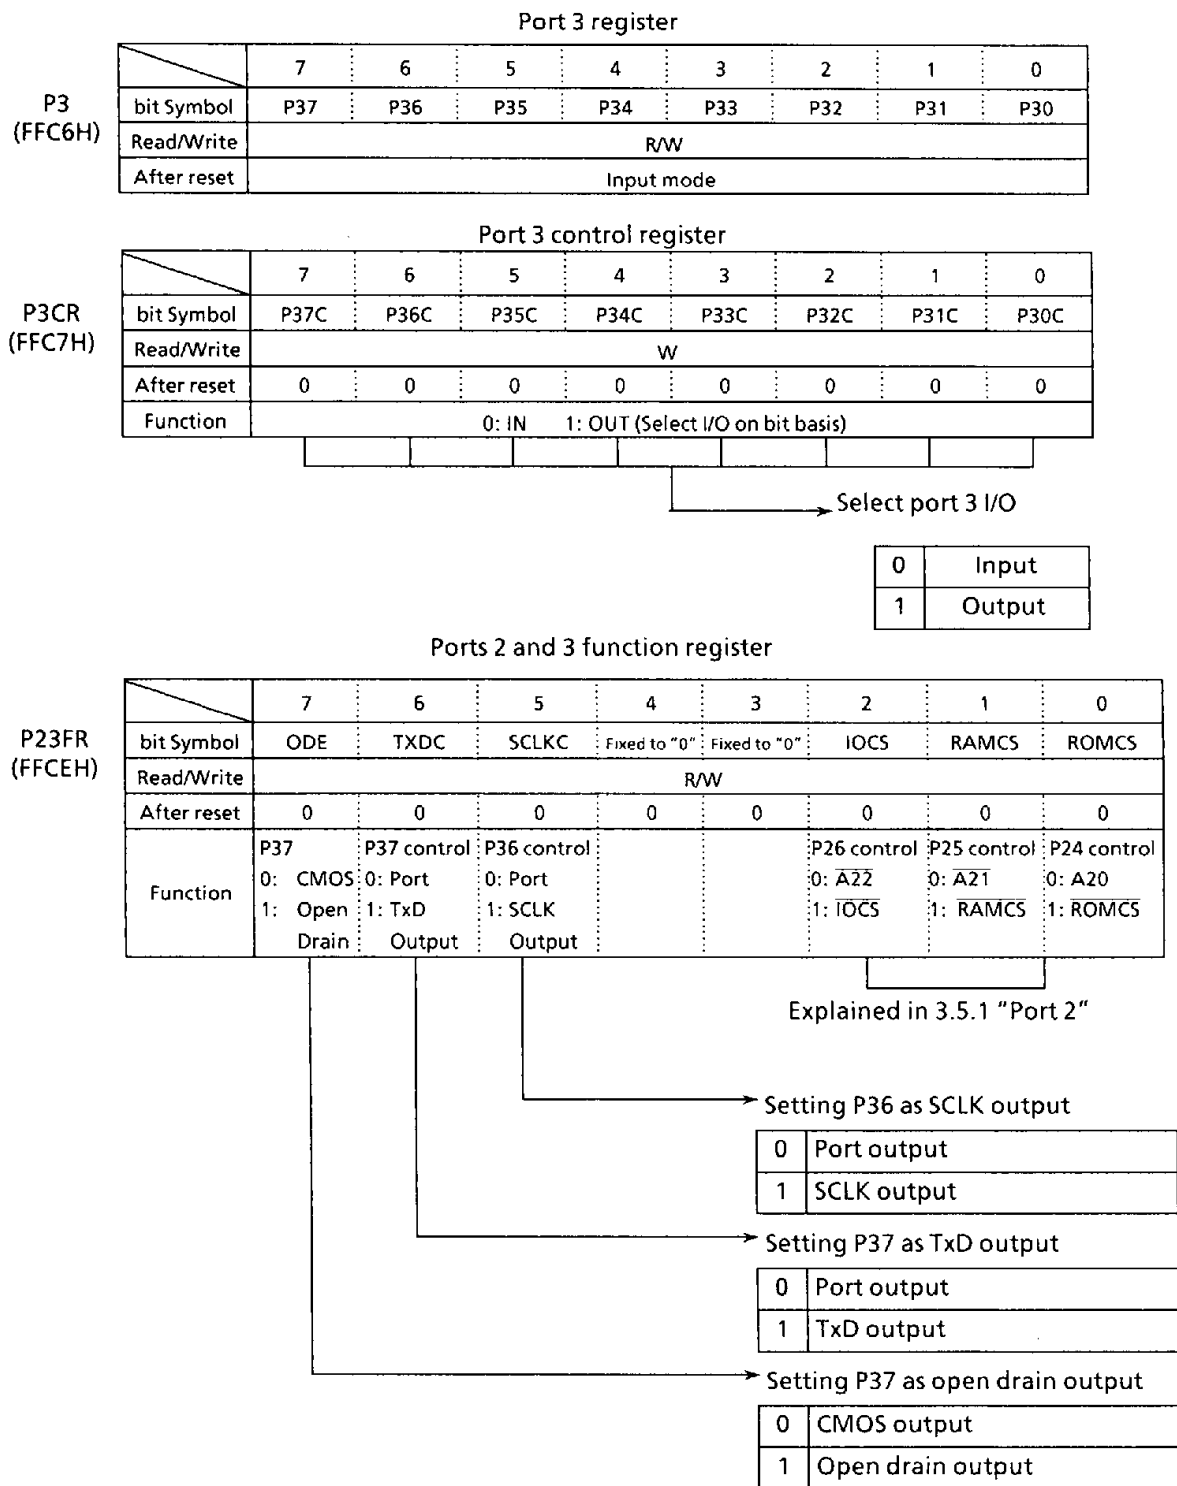 Port 3 register
7 6 5 4 3 2 1 0
P3
(FFC6H)
bit Symbol P37 P36 P35 P34 P33 P32 P31 P30
Read/Write R/W
After reset Input mode
Port 3 control register
7 6 5 4 3 2 1 0
P3CR
(FFC7H)
bit Symbol P37C P36C P35C P34C P33C P32C P31C P30C
Read/Write W
After reset 0 0 0 0 0 0 0 0
Function 0: IN 1: OUT (Select I/O on bit basis)
Select port 3 I/O
0 Input
1 Output
Ports 2 and 3 function register
7 6 5 4 3 2 1 0
P23FR
(FFCEH)
bit Symbol ODE TXDC SCLKC Fixed to "0" Fixed to "0" IOCS RAMCS ROMCS
Read/Write R/W
After reset 0 0 0 0 0 0 0 0
Function
P37 P37 control P36 control P26 control P25 control P24 control
0: CMOS 0: Port 0: Port 0: A̅2̅2̅ 0: A̅2̅1̅ 0: A20
1: Open 1: TxD 1: SCLK 1: I̅O̅C̅S̅ 1: R̅A̅M̅C̅S̅ 1: R̅O̅M̅C̅S̅
Drain Output Output
Explained in 3.5.1 "Port 2"
Setting P36 as SCLK output
0 Port output
1 SCLK output
Setting P37 as TxD output
0 Port output
1 TxD output
Setting P37 as open drain output
0 CMOS output
1 Open drain output